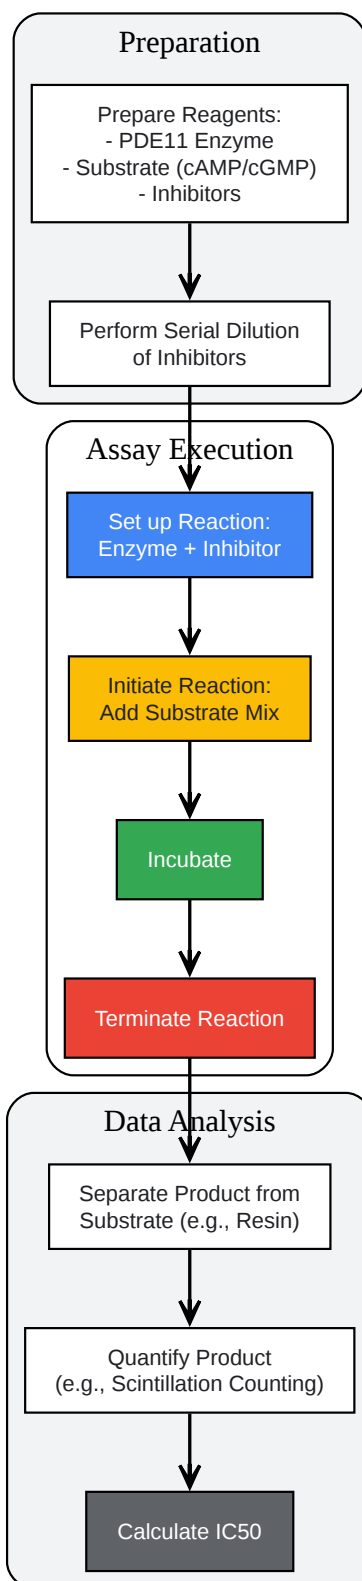 Preparation
Prepare Reagents:
- PDE11 Enzyme
- Substrate (cAMP/cGMP)
- Inhibitors
Perform Serial Dilution
of Inhibitors
Assay Execution
Set up Reaction:
Enzyme + Inhibitor
Initiate Reaction:
Add Substrate Mix
Incubate
Terminate Reaction
Data Analysis
Separate Product from
Substrate (e.g., Resin)
Quantify Product
(e.g., Scintillation Counting)
Calculate IC50